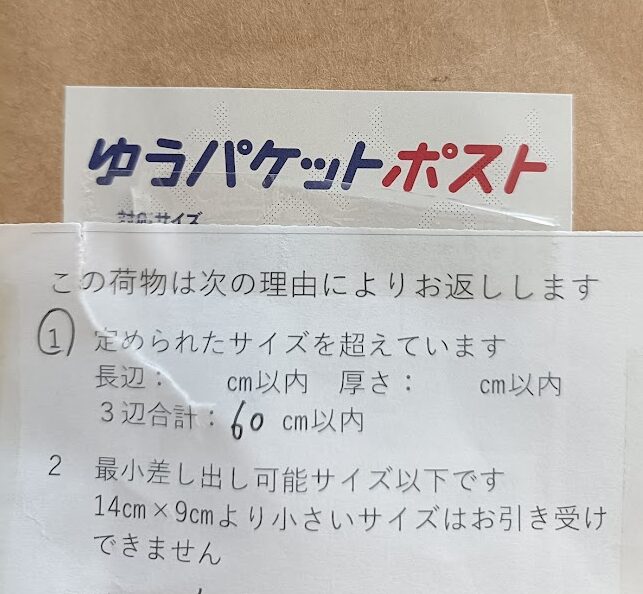 ゆうパケットポスト
この荷物は次の理由によりお返しします
① 定められたサイズを超えています
長辺： cm以内 厚さ： cm以内
3辺合計：60 cm以内
2 最小差し出し可能サイズ以下です
14cm×9cmより小さいサイズはお引き受け
できません